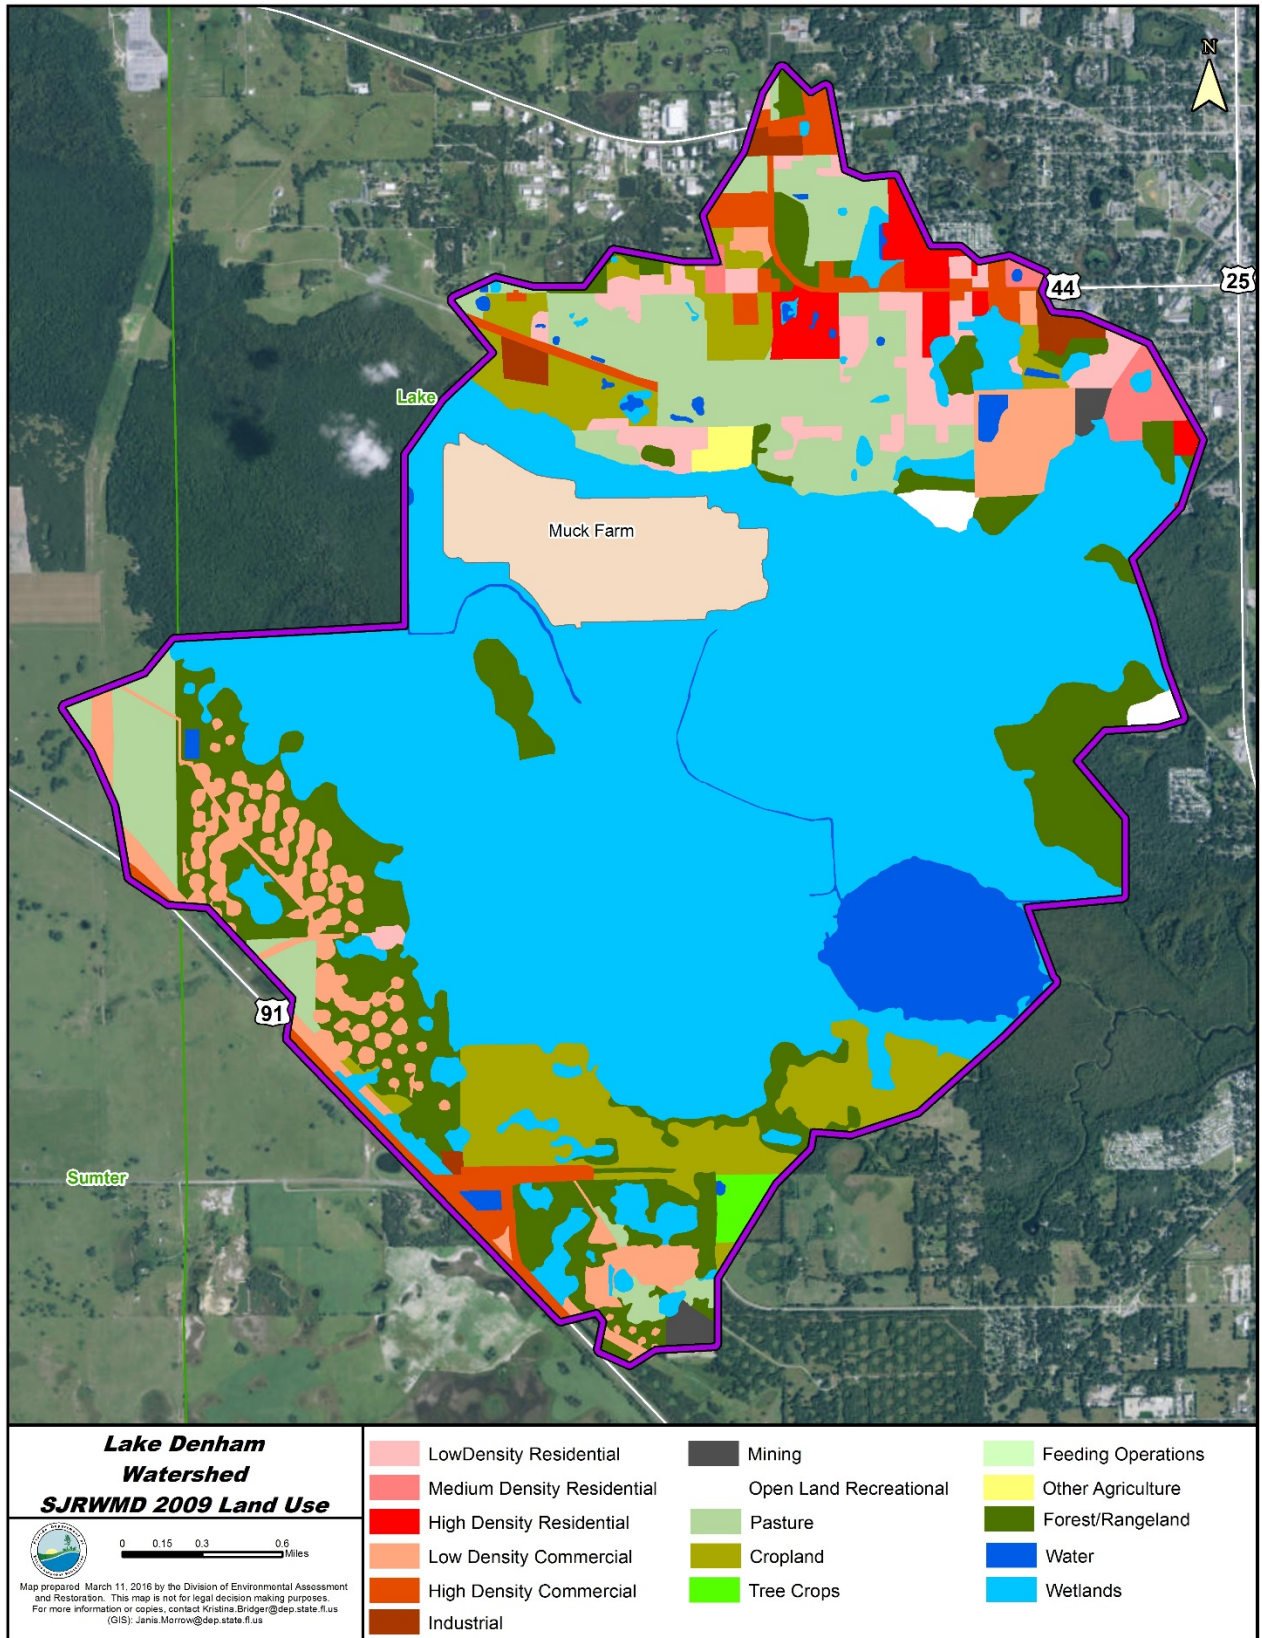 N
44
25
Lake
Muck Farm
91
Sumter
Lake Denham
Watershed
SJRWMD 2009 Land Use
0 0.15 0.3 0.6
Miles
Map prepared March 11, 2016 by the Division of Environmental Assessment
and Restoration. This map is not for legal decision making purposes.
For more information or copies, contact Kristina.Bridger@dep.state.fl.us
(GIS): Janis.Morrow@dep.state.fl.us
LowDensity Residential
Medium Density Residential
High Density Residential
Low Density Commercial
High Density Commercial
Industrial
Mining
Open Land Recreational
Pasture
Cropland
Tree Crops
Feeding Operations
Other Agriculture
Forest/Rangeland
Water
Wetlands